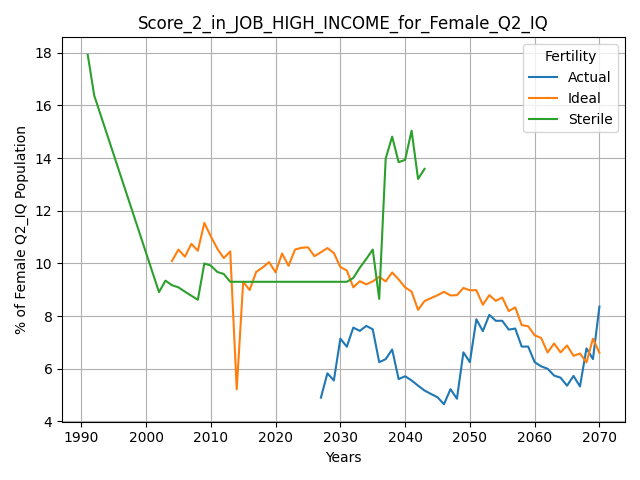 Score_2_in_JOB_HIGH_INCOME_for_Female_Q2_IQ
Fertility
Actual
Ideal
Sterile
% of Female Q2_IQ Population
18
16
14
12
10
8
6
4
1990 2000 2010 2020 2030 2040 2050 2060 2070
Years